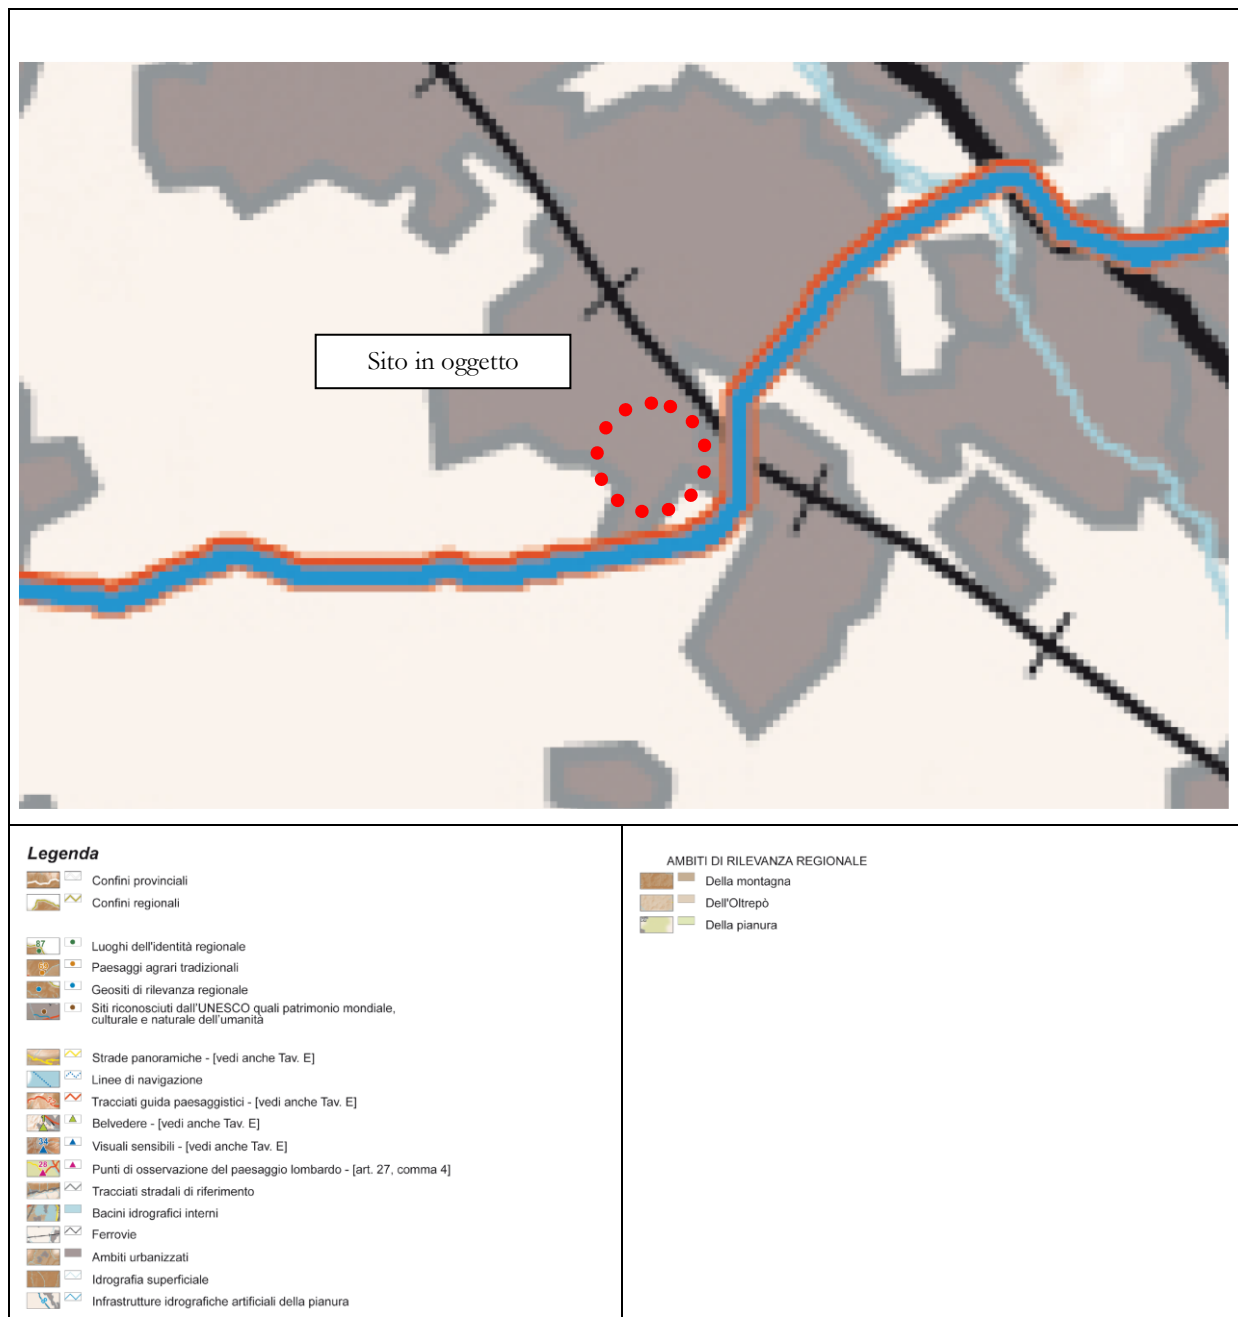 Sito in oggetto
Legenda
Confini provinciali
Confini regionali
87
Luoghi dell'identità regionale
Paesaggi agrari tradizionali
Geositi di rilevanza regionale
Siti riconosciuti dall'UNESCO quali patrimonio mondiale,
culturale e naturale dell'umanità
Strade panoramiche - [vedi anche Tav. E]
Linee di navigazione
Tracciati guida paesaggistici - [vedi anche Tav. E]
Belvedere - [vedi anche Tav. E]
34
Visuali sensibili - [vedi anche Tav. E]
28
Punti di osservazione del paesaggio lombardo - [art. 27, comma 4]
Tracciati stradali di riferimento
Bacini idrografici interni
Ferrovie
Ambiti urbanizzati
Idrografia superficiale
Infrastrutture idrografiche artificiali della pianura
AMBITI DI RILEVANZA REGIONALE
Della montagna
Dell'Oltrepò
Della pianura